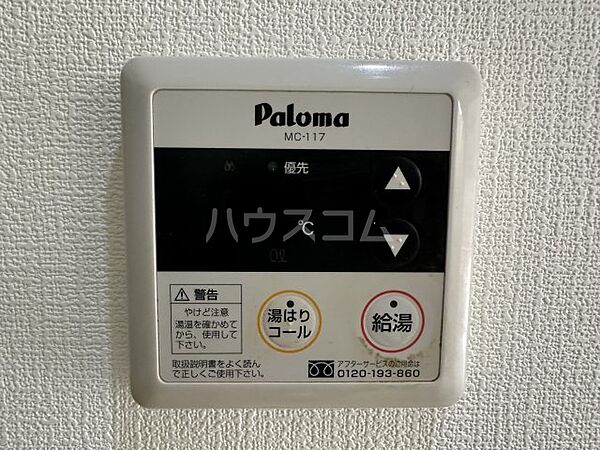 Paloma
MC-117
優先
ハウスコム
℃
警告
やけど注意
湯温を確かめて
から、使用して
下さい。
湯はり
コール
給湯
取扱説明書をよく読ん
で正しくご使用下さい。
アフターサービスのご用命は
0120-193-860